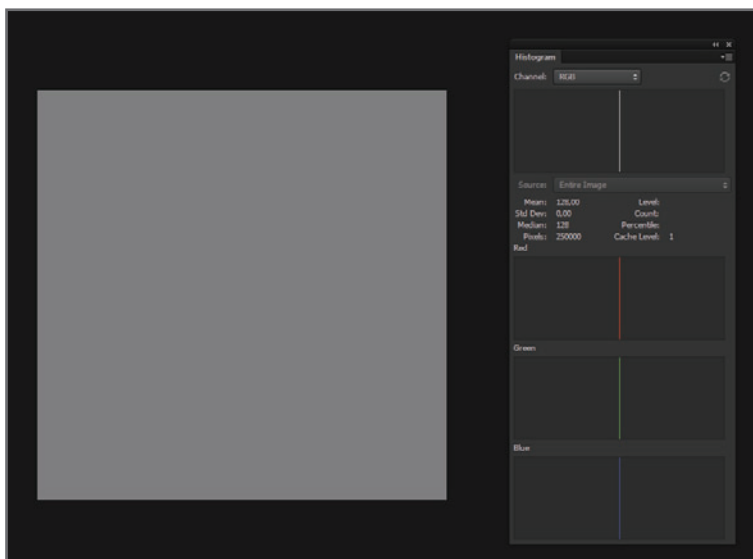 Histogram
Channel: RGB
Source: Entire Image
Mean: 128.00 Level:
Std Dev: 0.00 Count:
Median: 128 Percentile:
Pixels: 250000 Cache Level: 1
Red
Green
Blue